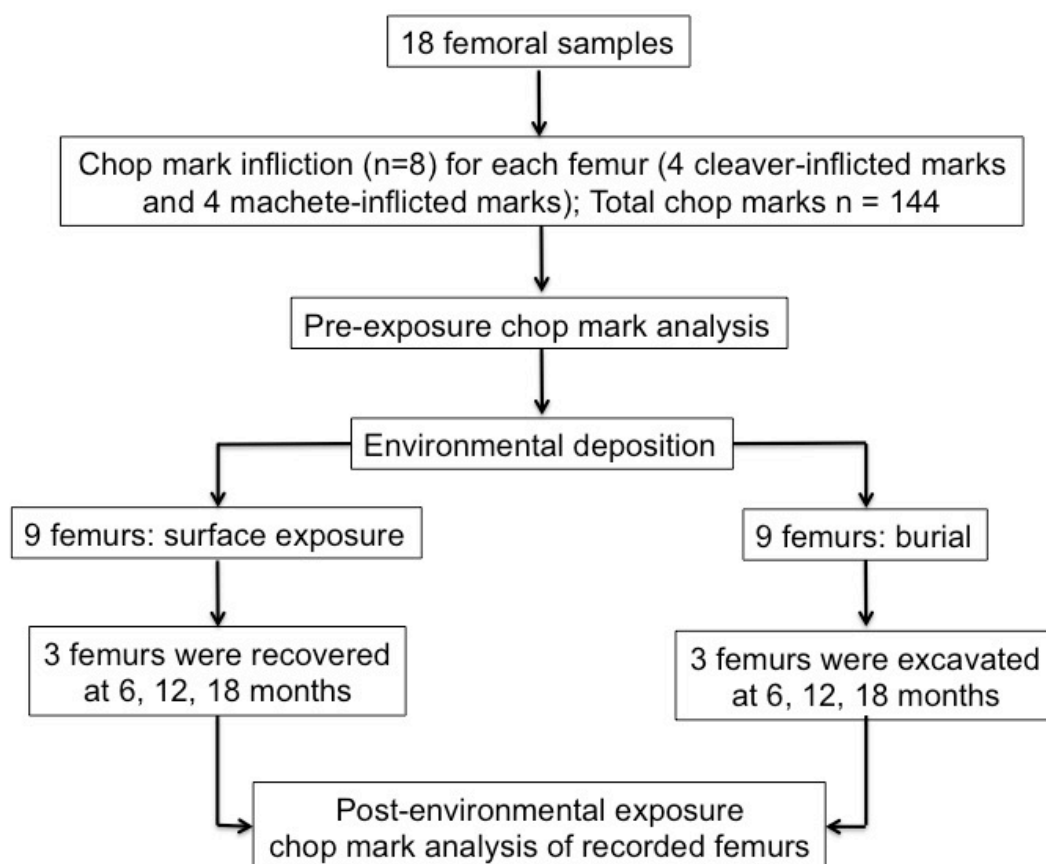 18 femoral samples
Chop mark infliction (n=8) for each femur (4 cleaver-inflicted marks
and 4 machete-inflicted marks); Total chop marks n = 144
Pre-exposure chop mark analysis
Environmental deposition
9 femurs: surface exposure
9 femurs: burial
3 femurs were recovered
at 6, 12, 18 months
3 femurs were excavated
at 6, 12, 18 months
Post-environmental exposure
chop mark analysis of recorded femurs